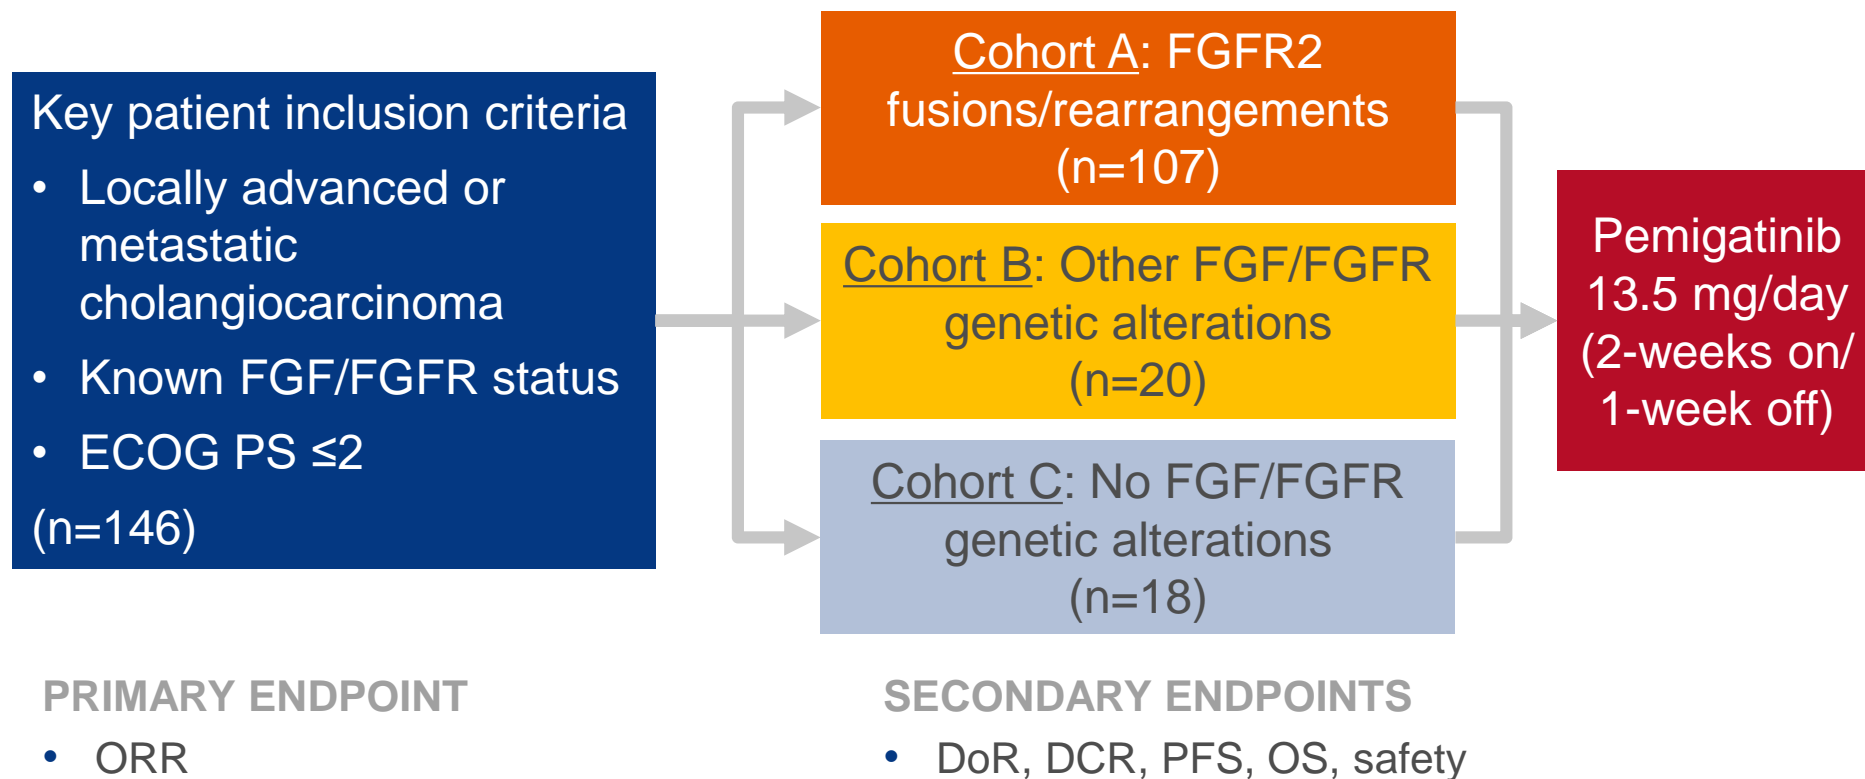 Key patient inclusion criteria
• Locally advanced or
metastatic
cholangiocarcinoma
• Known FGF/FGFR status
• ECOG PS ≤2
(n=146)
Cohort A: FGFR2
fusions/rearrangements
(n=107)
Cohort B: Other FGF/FGFR
genetic alterations
(n=20)
Cohort C: No FGF/FGFR
genetic alterations
(n=18)
Pemigatinib
13.5 mg/day
(2-weeks on/
1-week off)
PRIMARY ENDPOINT
• ORR
SECONDARY ENDPOINTS
• DoR, DCR, PFS, OS, safety